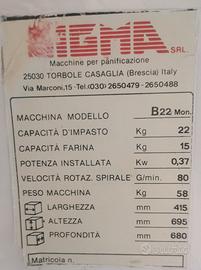 SIGMA SRL.
Macchine per panificazione
25030 TORBOLE CASAGLIA (Brescia) Italy
Via Marconi,15 -Tel.(030) 2650479-2650488
MACCHINA MODELLO B22 Mon.
CAPACITÀ D'IMPASTO Kg 22
CAPACITÀ FARINA Kg 15
POTENZA INSTALLATA Kw 0,37
VELOCITÀ ROTAZ. SPIRALE G/min. 80
PESO MACCHINA Kg 58
LARGHEZZA mm 415
ALTEZZA mm 695
PROFONDITÀ mm 680
Matricola n.